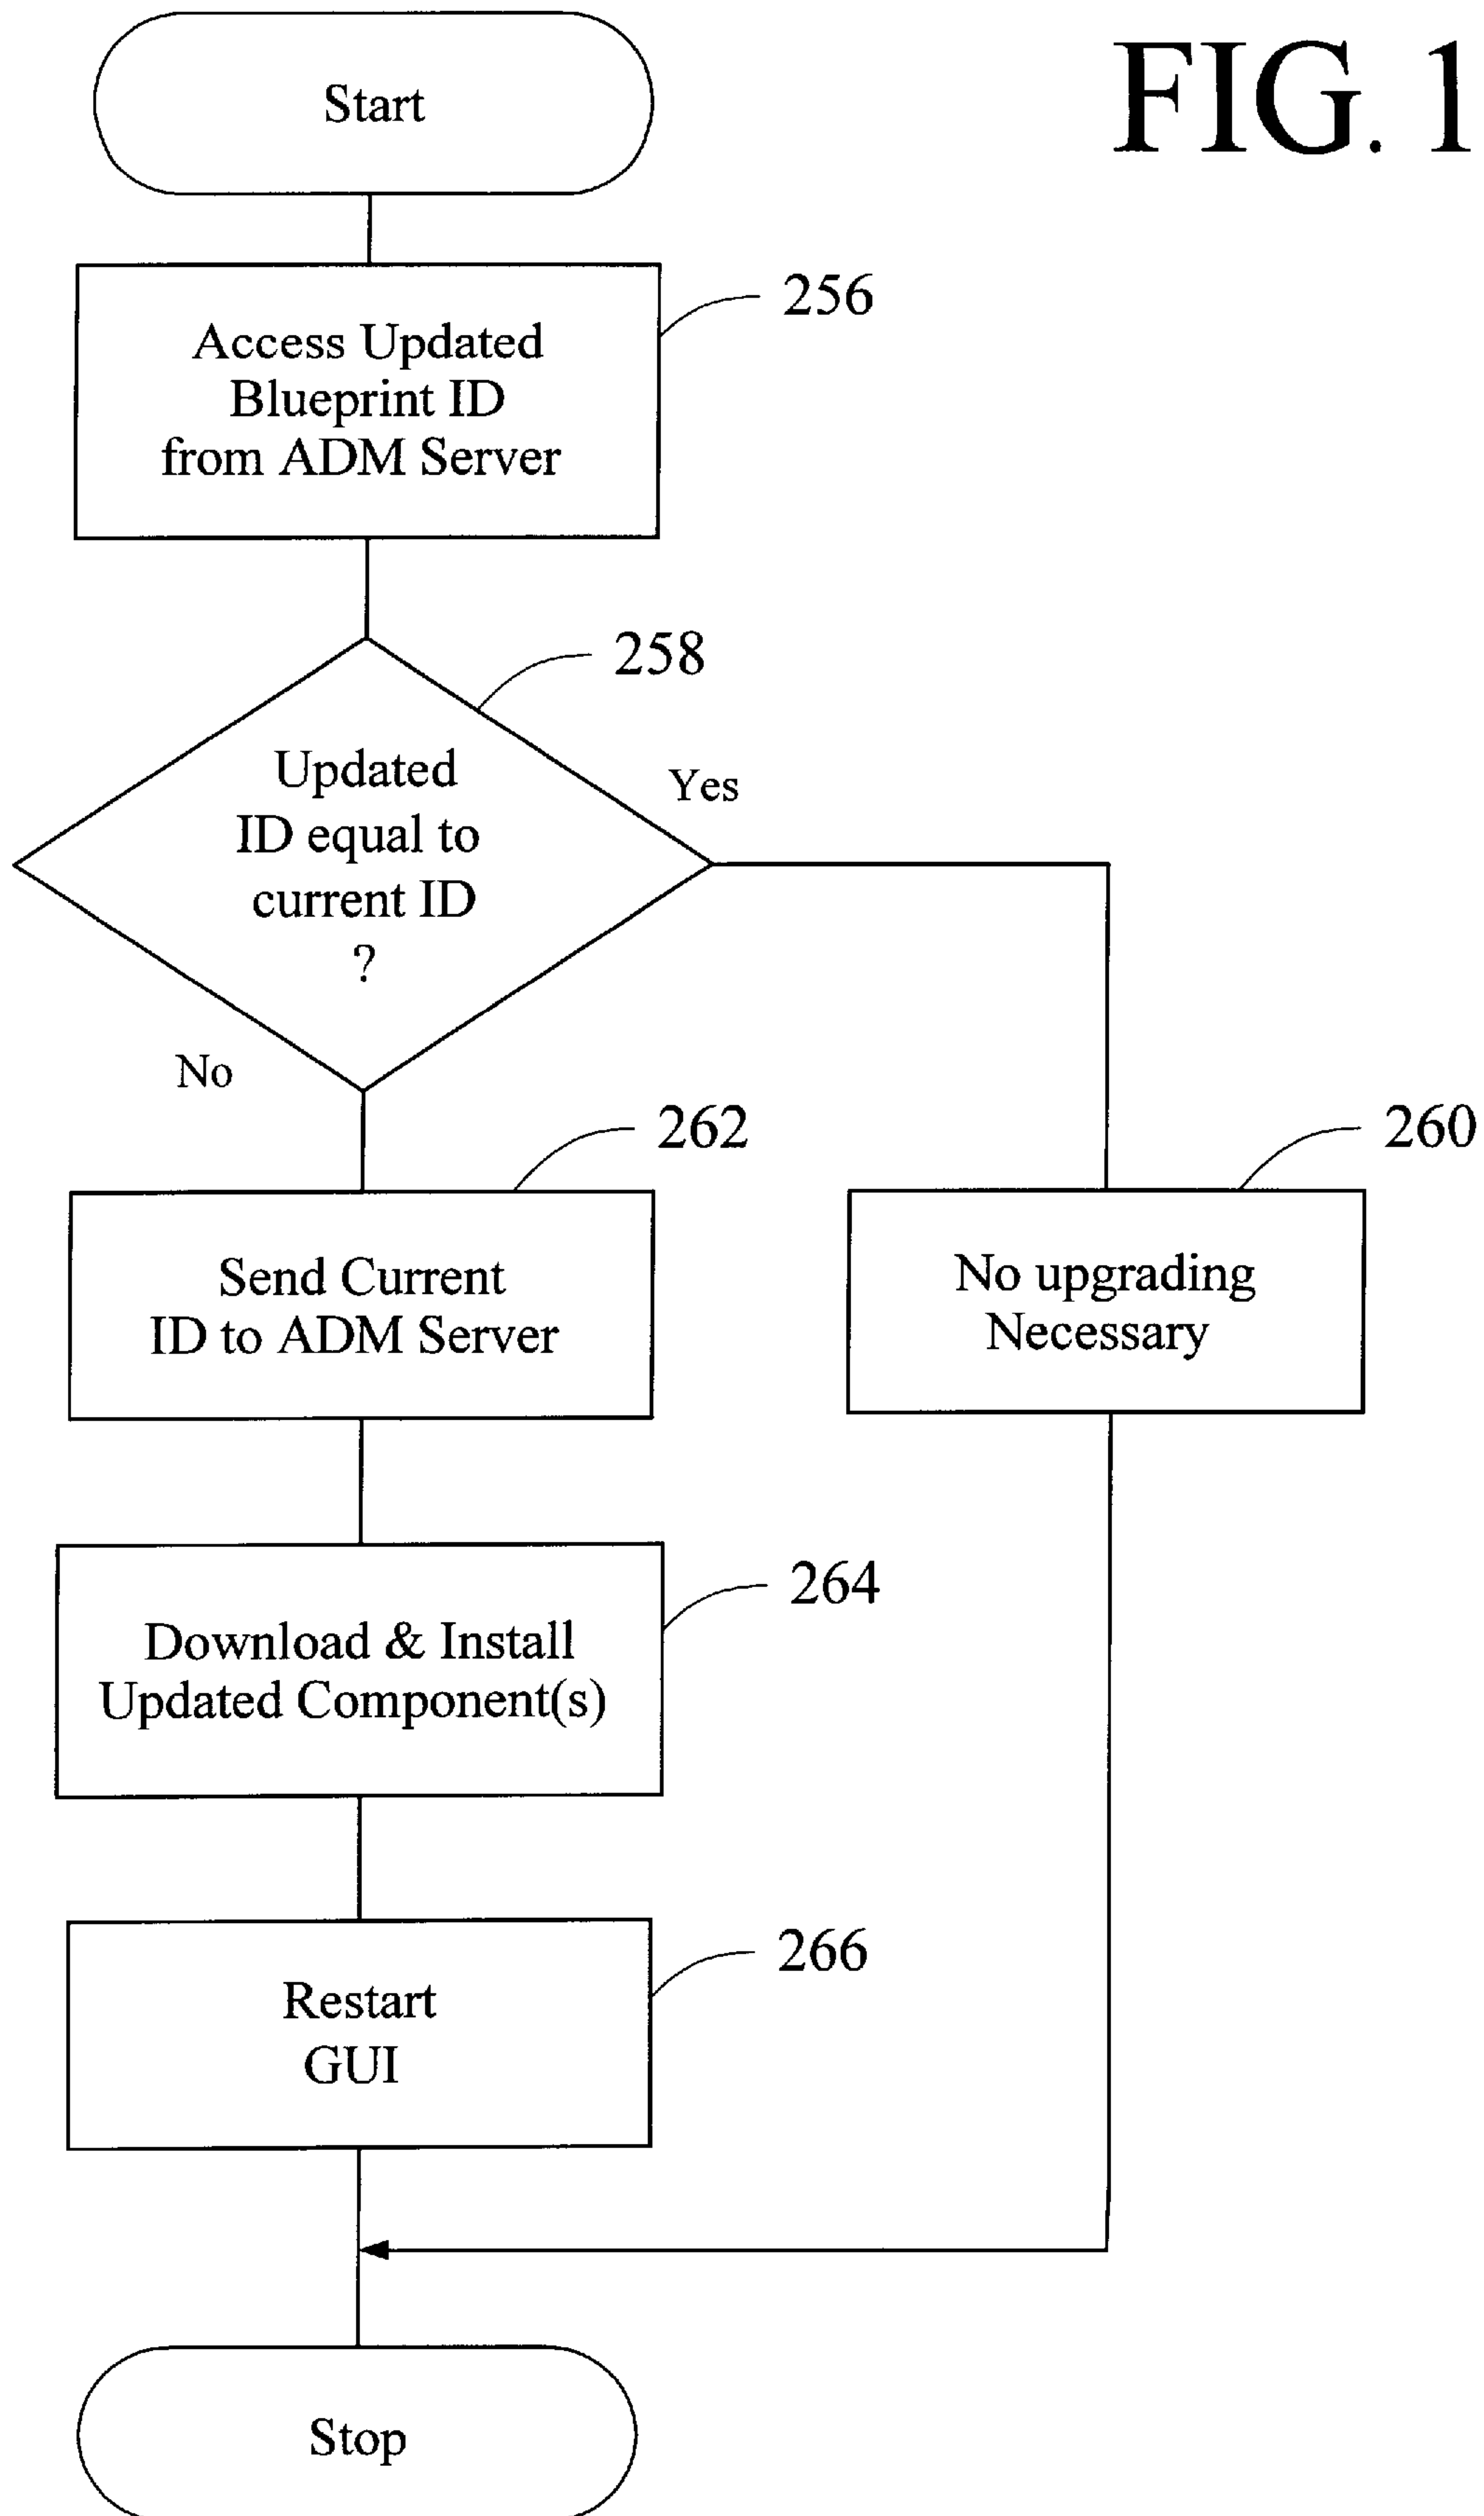 FIG. 1
Start
256
Access Updated
Blueprint ID
from ADM Server
258
Updated
ID equal to
current ID
?
Yes
No
262
Send Current
ID to ADM Server
260
No upgrading
Necessary
264
Download & Install
Updated Component(s)
266
Restart
GUI
Stop